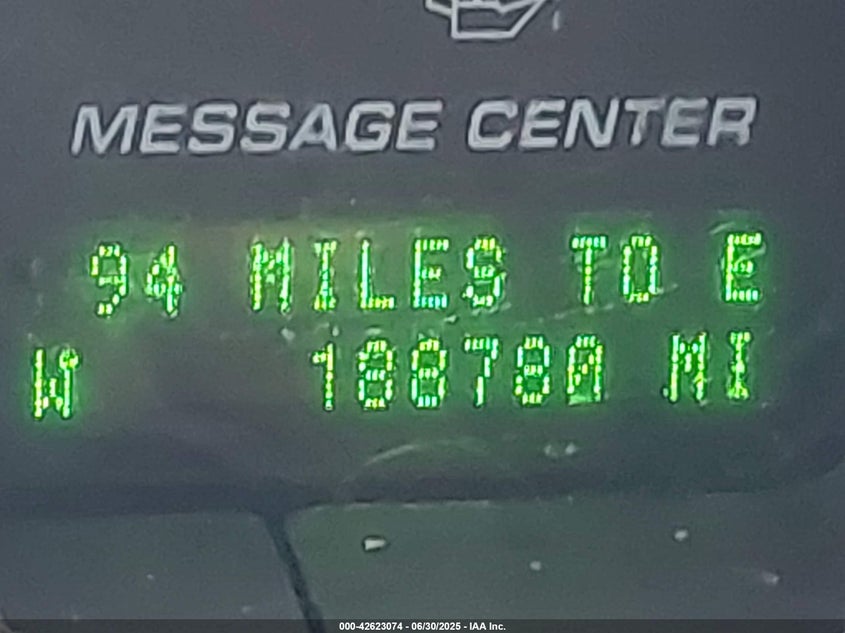 MESSAGE CENTER
94 MILES TO E
W 188780 MI
000-42623074 - 06/30/2025 - IAA Inc.